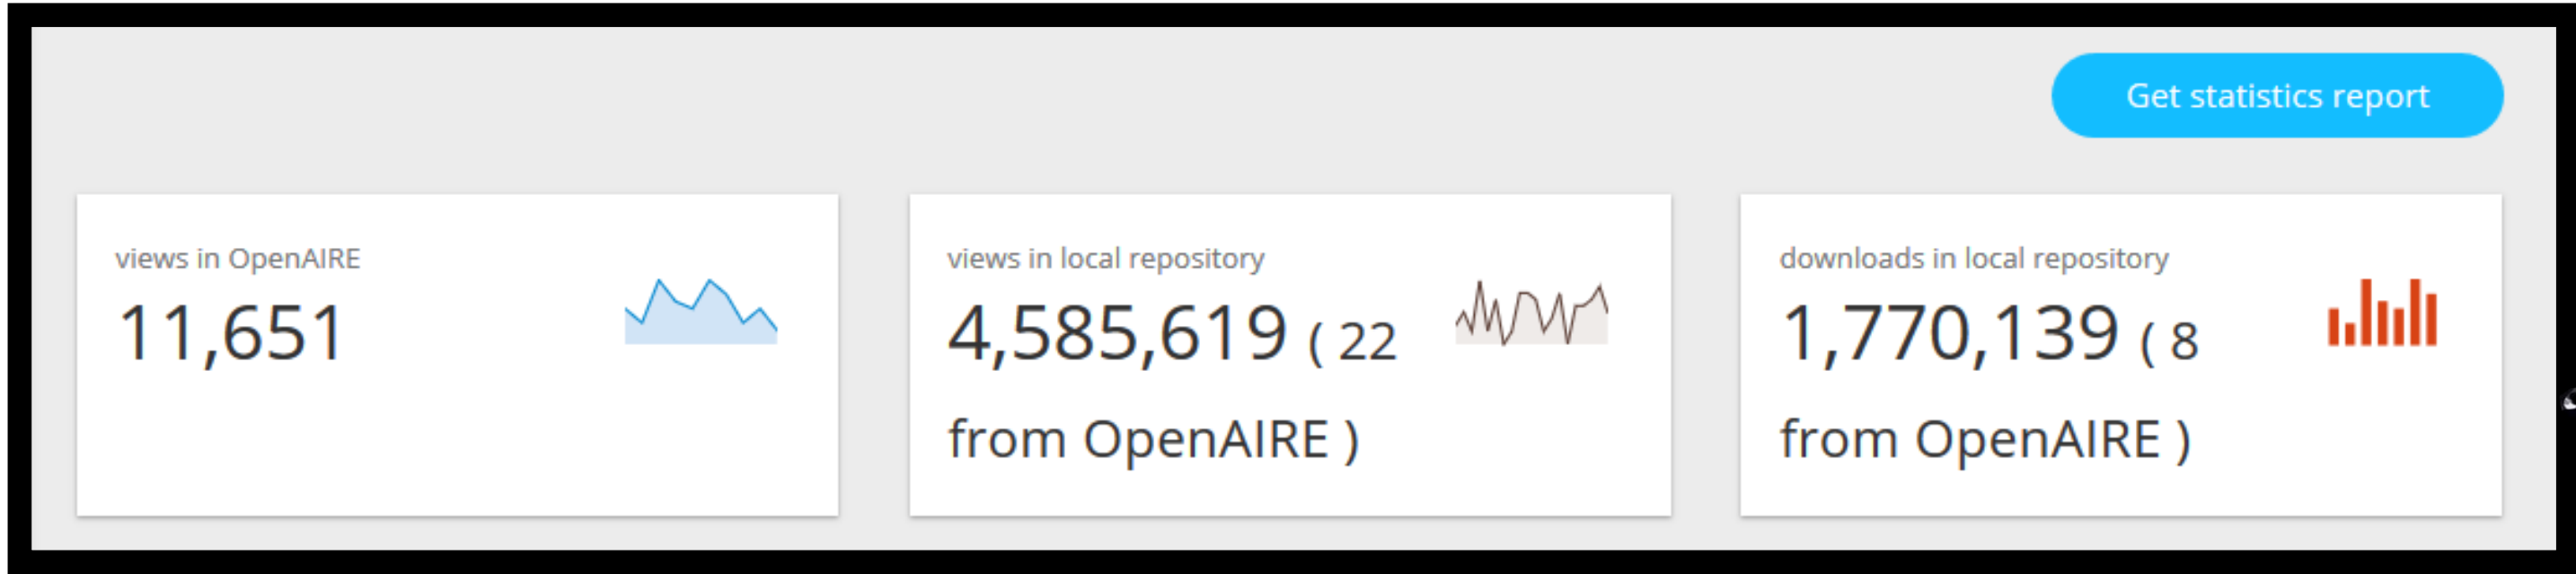 Get statistics report
views in OpenAIRE
11,651
views in local repository
4,585,619 ( 22
from OpenAIRE )
downloads in local repository
1,770,139 ( 8
from OpenAIRE )